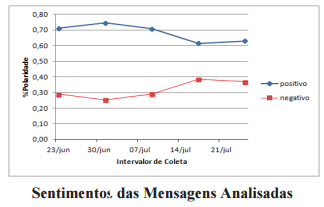 0,80
0,70
0,60
0,50
0,40
0,30
0,20
0,10
0,00
%Polaridade
23/jun 30/jun 07/jul 14/jul 21/jul
Intervalo de Coleta
positivo
negativo
Sentimentos das Mensagens Analisadas